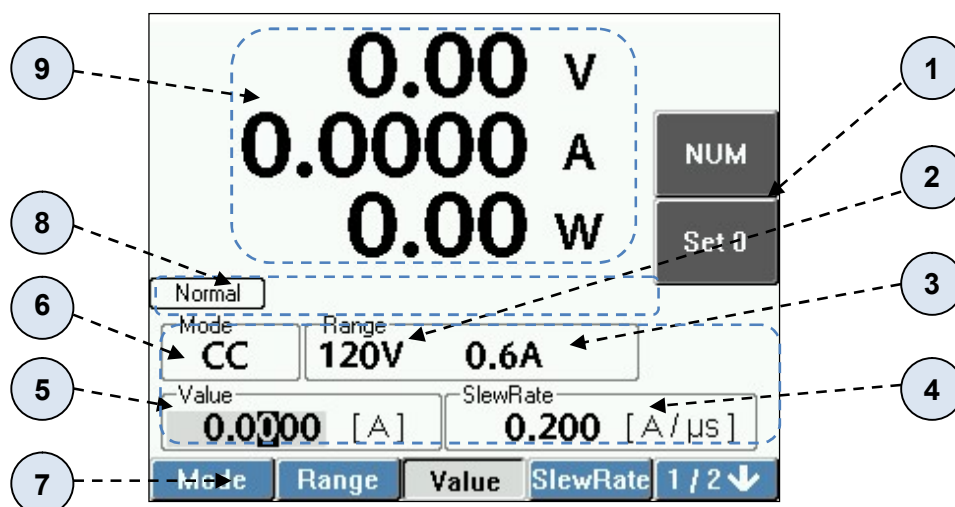 9
0.00 V
1
0.0000 A
NUM
2
8
0.00 W
Set 0
Normal
3
6
Mode
CC
Range
120V 0.6A
5
Value
0.0000 [A]
SlewRate
0.200 [A/μs]
4
7
Mode Range Value SlewRate 1/2↓